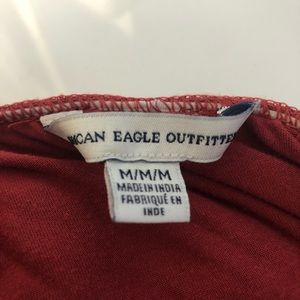 RICAN EAGLE OUTFITTE
M/M/M
MADE IN INDIA
FABRIQUÉ EN
INDE